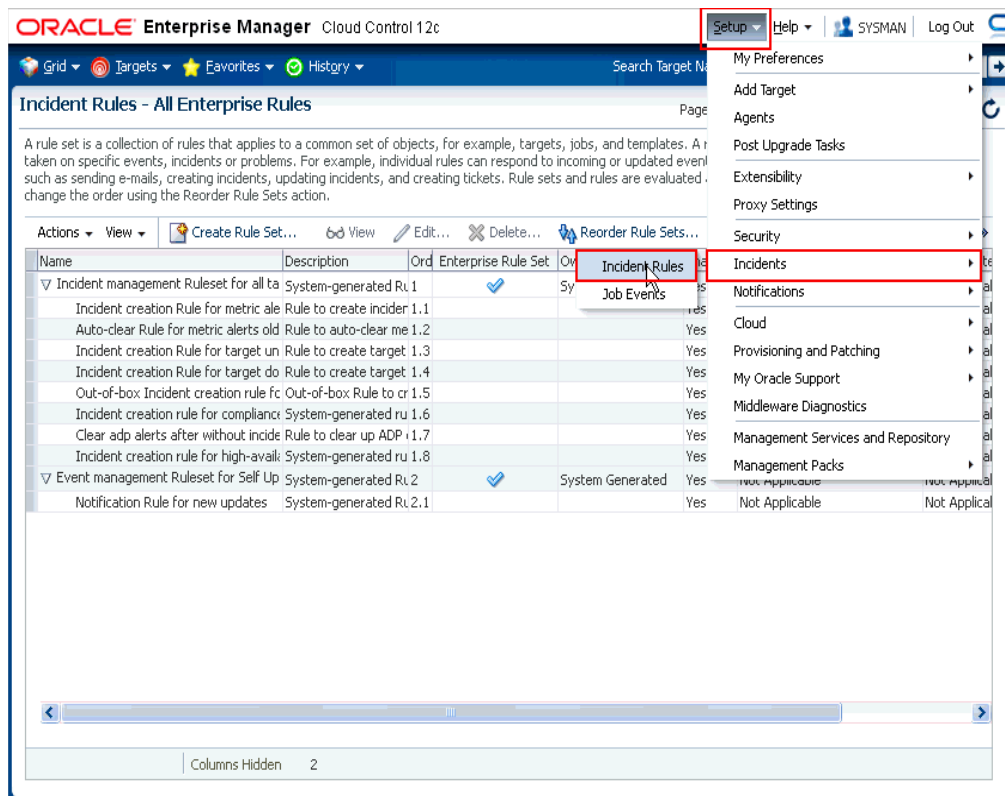 ORACLE Enterprise Manager Cloud Control 12c
Setup Help SYSMAN Log Out
Grid Targets Favorites History Search Target Na
Incident Rules - All Enterprise Rules
Page
A rule set is a collection of rules that applies to a common set of objects, for example, targets, jobs, and templates. A r
taken on specific events, incidents or problems. For example, individual rules can respond to incoming or updated event
such as sending e-mails, creating incidents, updating incidents, and creating tickets. Rule sets and rules are evaluated
change the order using the Reorder Rule Sets action.
My Preferences
Add Target
Agents
Post Upgrade Tasks
Extensibility
Proxy Settings
Security
Incidents
Notifications
Cloud
Provisioning and Patching
My Oracle Support
Middleware Diagnostics
Management Services and Repository
Management Packs
Incident Rules
Job Events
Actions View Create Rule Set... View Edit... Delete... Reorder Rule Sets...
Name Description Ord Enterprise Rule Set Ow
Incident management Ruleset for all ta System-generated Ru 1 Sy
Incident creation rule for metric ale Rule to create inciden 1.1 Yes
Auto-clear Rule for metric alerts old Rule to auto-clear me 1.2 Yes
Incident creation Rule for target un Rule to create target 1.3 Yes
Incident creation Rule for target do Rule to create target 1.4 Yes
Out-of-box Incident creation rule fo Out-of-box Rule to cr 1.5 Yes
Incident creation rule for compliance System-generated ru 1.6 Yes
Clear adp alerts after without incide Rule to clear up ADP 1.7 Yes
Incident creation rule for high-availa System-generated ru 1.8 Yes
Event management Ruleset for Self Up System-generated Ru 2 System Generated Yes Not Applicable Not Applical
Notification Rule for new updates System-generated Ru 2.1 Yes Not Applicable Not Applical
Columns Hidden 2